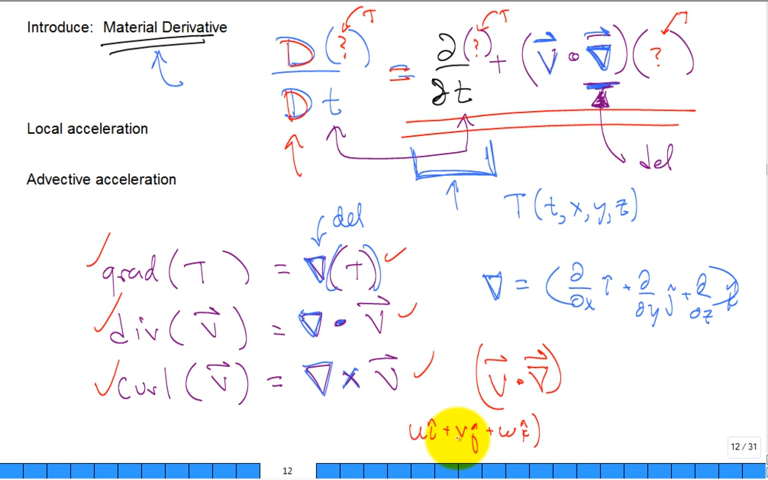 Introduce: Material Derivative
T T T
D(?)/Dt = ∂(?)/∂t + (V⃗ • ∇⃗)(?)
Local acceleration
del
Advective acceleration
T(t, x, y, z)
del
grad(T) = ∇(T)
∇ = (∂/∂x î + ∂/∂y ĵ + ∂/∂z k̂)
div(V⃗) = ∇ • V⃗
curl(V⃗) = ∇ × V⃗
(V⃗ • ∇⃗)
uî + vĵ + wk̂)
12 / 31
12